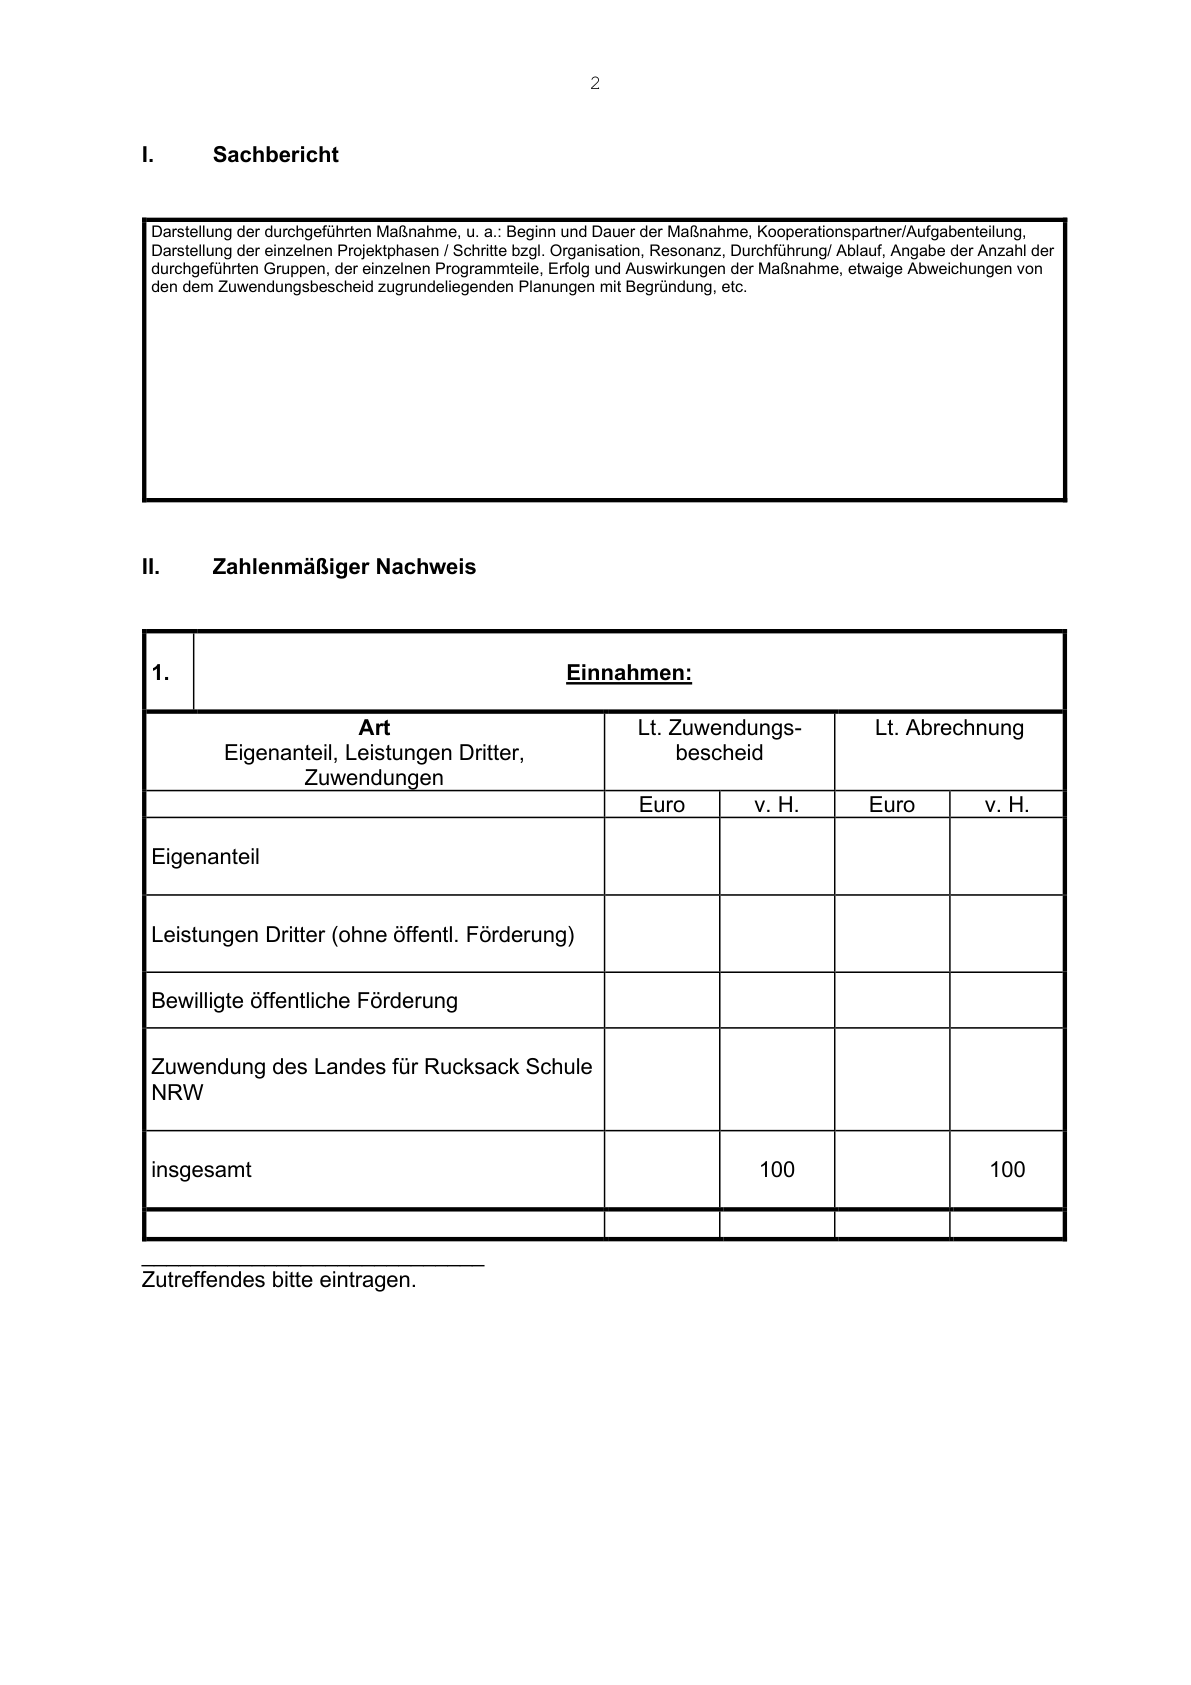 2
I. Sachbericht
Darstellung der durchgeführten Maßnahme, u. a.: Beginn und Dauer der Maßnahme, Kooperationspartner/Aufgabenteilung,
Darstellung der einzelnen Projektphasen / Schritte bzgl. Organisation, Resonanz, Durchführung/ Ablauf, Angabe der Anzahl der
durchgeführten Gruppen, der einzelnen Programmteile, Erfolg und Auswirkungen der Maßnahme, etwaige Abweichungen von
den dem Zuwendungsbescheid zugrundeliegenden Planungen mit Begründung, etc.
II. Zahlenmäßiger Nachweis
1. Einnahmen:
Art
Eigenanteil, Leistungen Dritter,
Zuwendungen
Lt. Zuwendungs-
bescheid
Lt. Abrechnung
Euro v. H. Euro v. H.
Eigenanteil
Leistungen Dritter (ohne öffentl. Förderung)
Bewilligte öffentliche Förderung
Zuwendung des Landes für Rucksack Schule
NRW
insgesamt 100 100
Zutreffendes bitte eintragen.